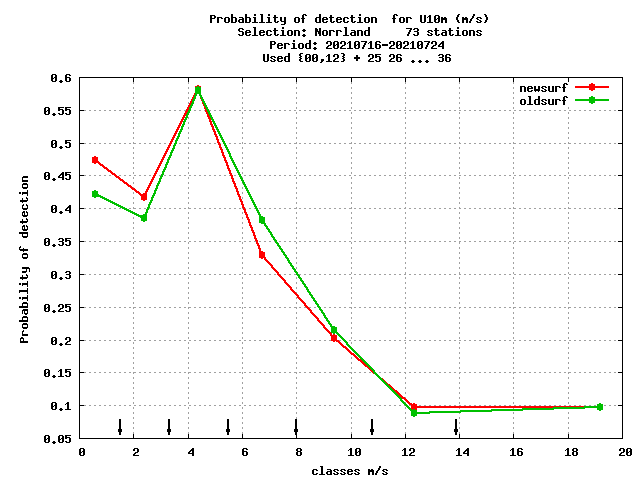 Probability of detection  for U10m (m/s)
Selection: Norrland     73 stations
Period: 20210716-20210724
Used {00,12} + 25 26 ... 36
newsurf
oldsurf
0.6
0.55
0.5
0.45
0.4
0.35
0.3
0.25
0.2
0.15
0.1
0.05
Probability of detection
0 2 4 6 8 10 12 14 16 18 20
classes m/s